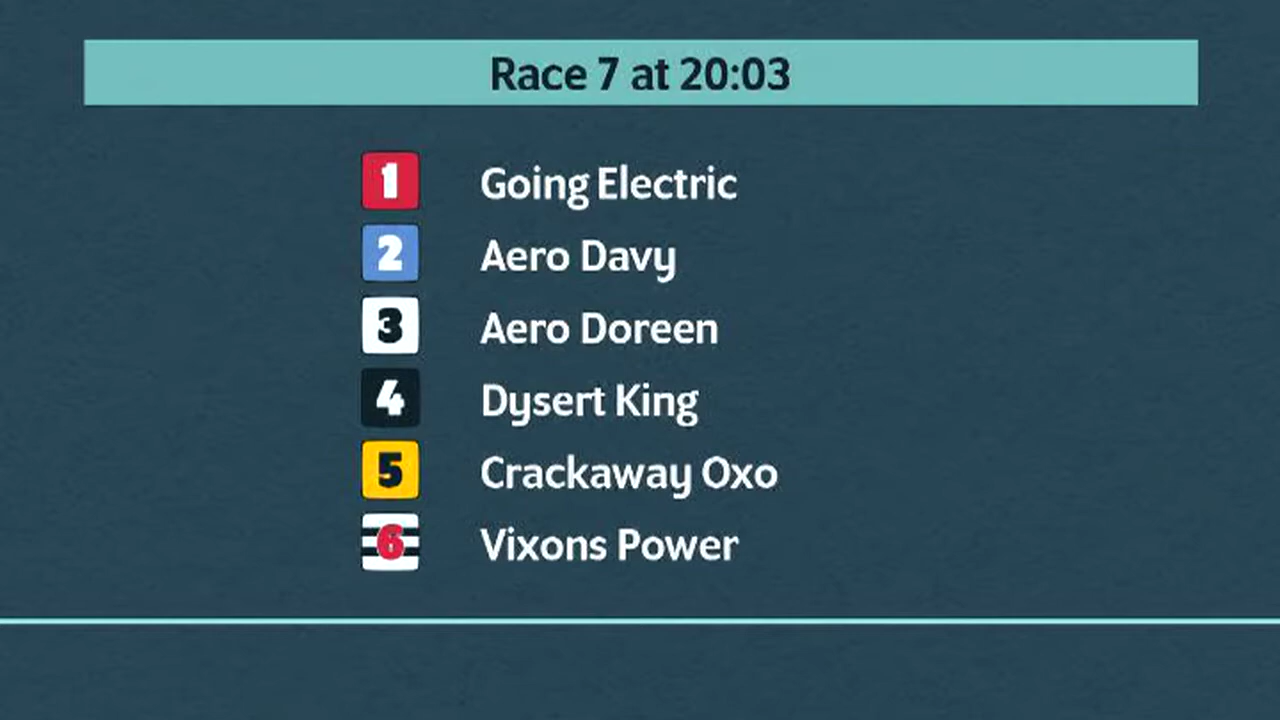 Race 7 at 20:03
1 Going Electric
2 Aero Davy
3 Aero Doreen
4 Dysert King
5 Crackaway Oxo
6 Vixons Power